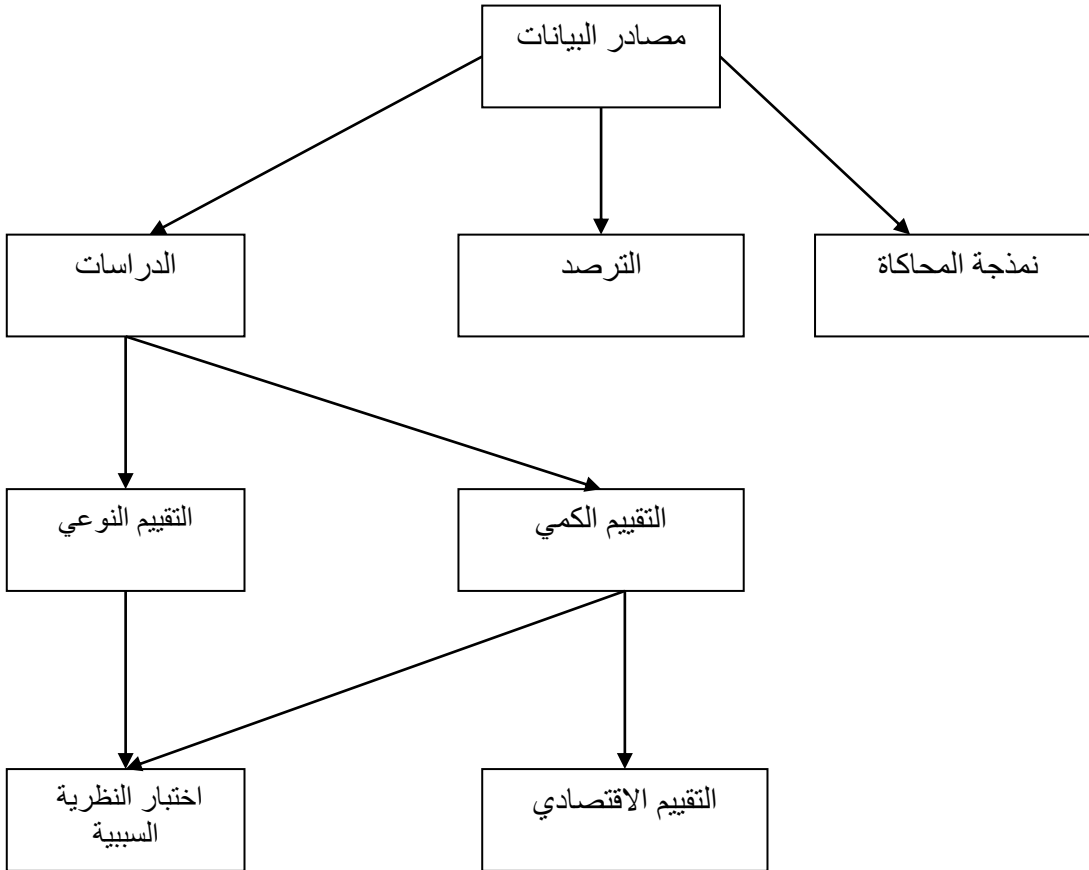 مصادر البيانات
نمذجة المحاكاة
الترصد
الدراسات
التقييم الكمي
التقييم النوعي
التقييم الاقتصادي
اختبار النظرية
السببية